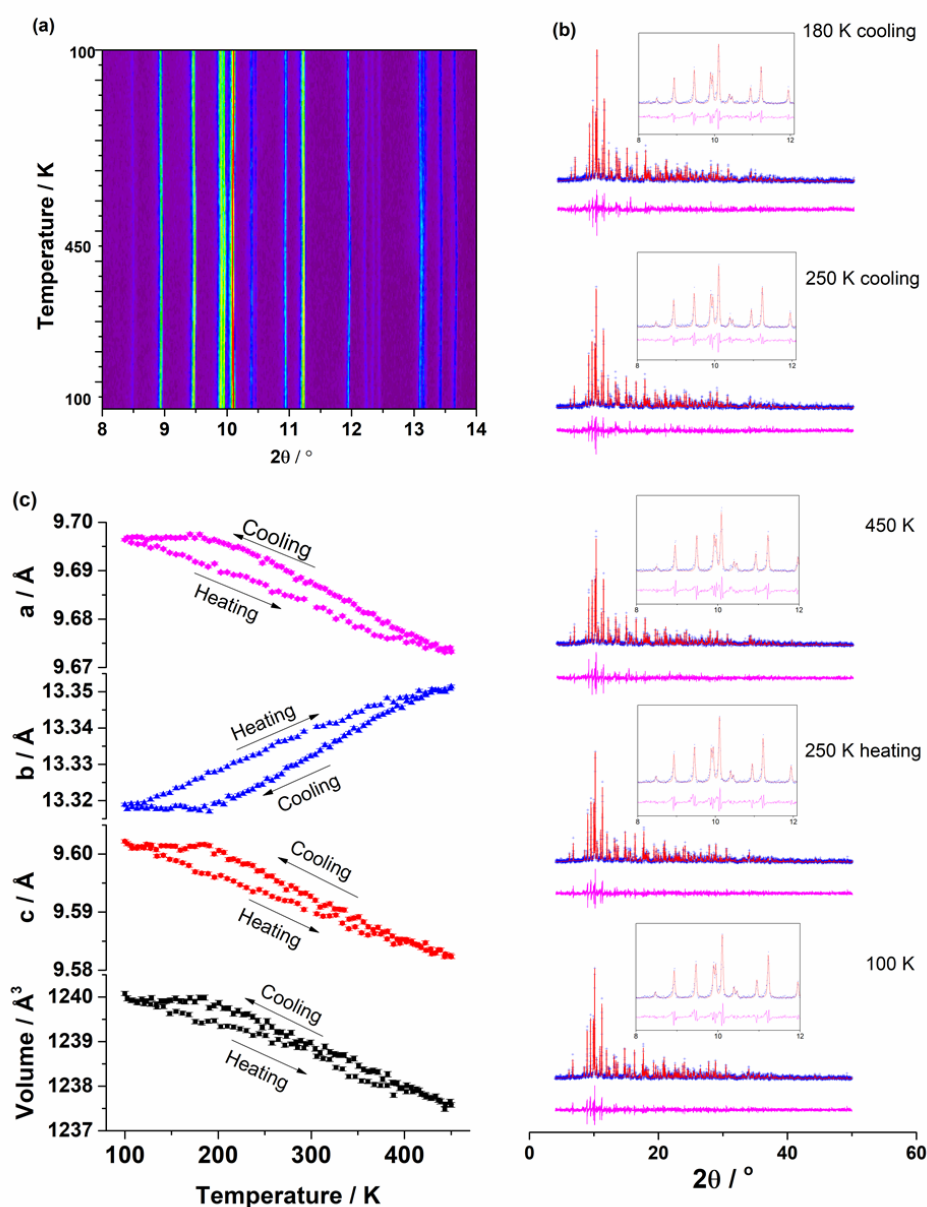 (a)
100
450
100
Temperature / K
8 9 10 11 12 13 14
2θ / °
(b)
180 K cooling
8 10 12
250 K cooling
8 10 12
450 K
8 10 12
250 K heating
8 10 12
100 K
8 10 12
0 20 40 60
2θ / °
(c)
9.70
9.69
9.68
9.67
a / Å
Cooling
Heating
13.35
13.34
13.33
13.32
b / Å
Heating
Cooling
9.60
9.59
9.58
c / Å
Cooling
Heating
1240
1239
1238
1237
Volume / Å³
Cooling
Heating
100 200 300 400
Temperature / K